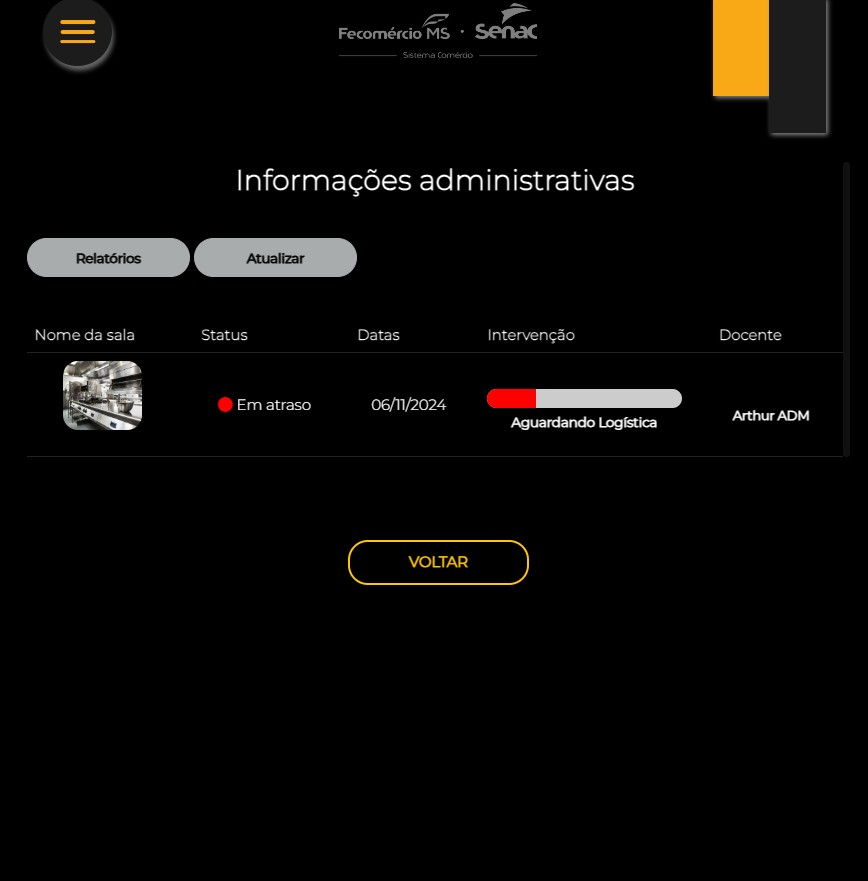 Fecomércio MS · Senac
Sistema Comércio
Informações administrativas
Relatórios Atualizar
Nome da sala Status Datas Intervenção Docente
Em atraso 06/11/2024 Aguardando Logística Arthur ADM
VOLTAR